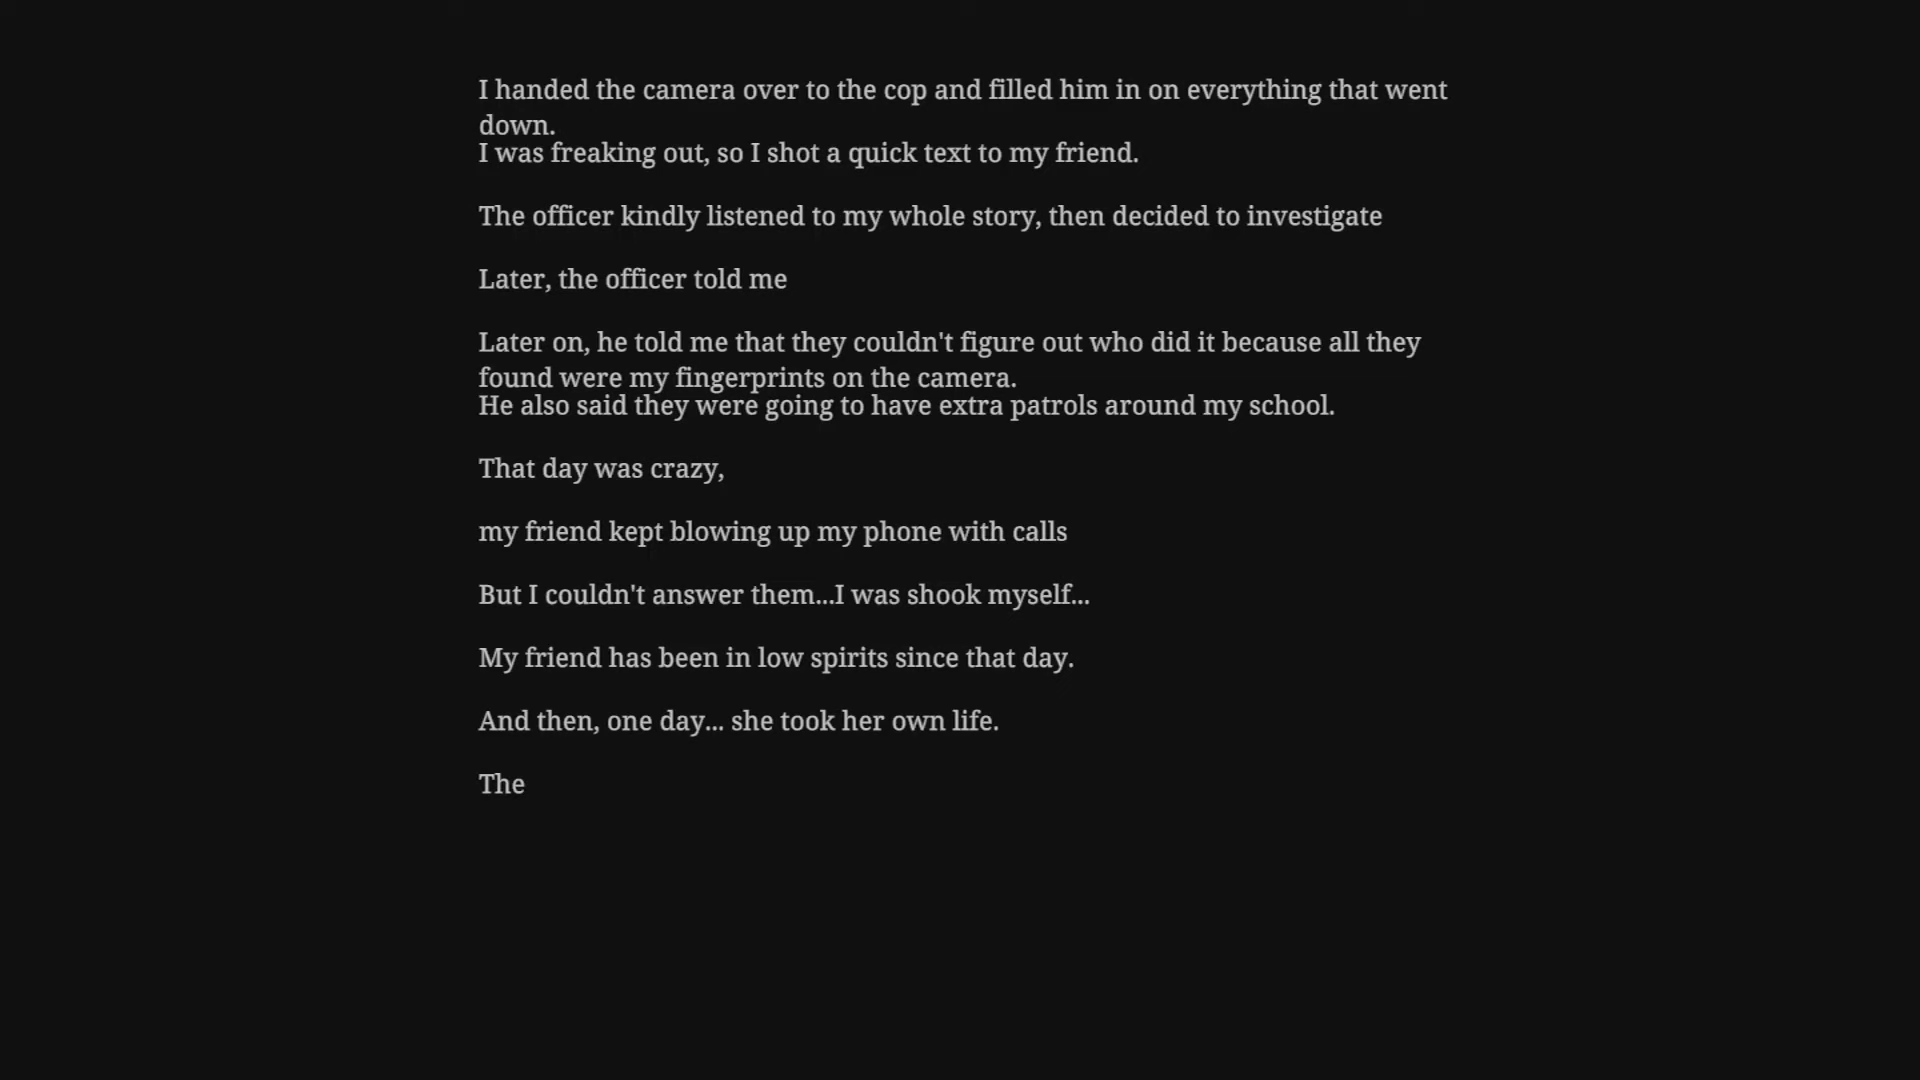 I handed the camera over to the cop and filled him in on everything that went
down.
I was freaking out, so I shot a quick text to my friend.
The officer kindly listened to my whole story, then decided to investigate
Later, the officer told me
Later on, he told me that they couldn't figure out who did it because all they
found were my fingerprints on the camera.
He also said they were going to have extra patrols around my school.
That day was crazy,
my friend kept blowing up my phone with calls
But I couldn't answer them...I was shook myself...
My friend has been in low spirits since that day.
And then, one day... she took her own life.
The